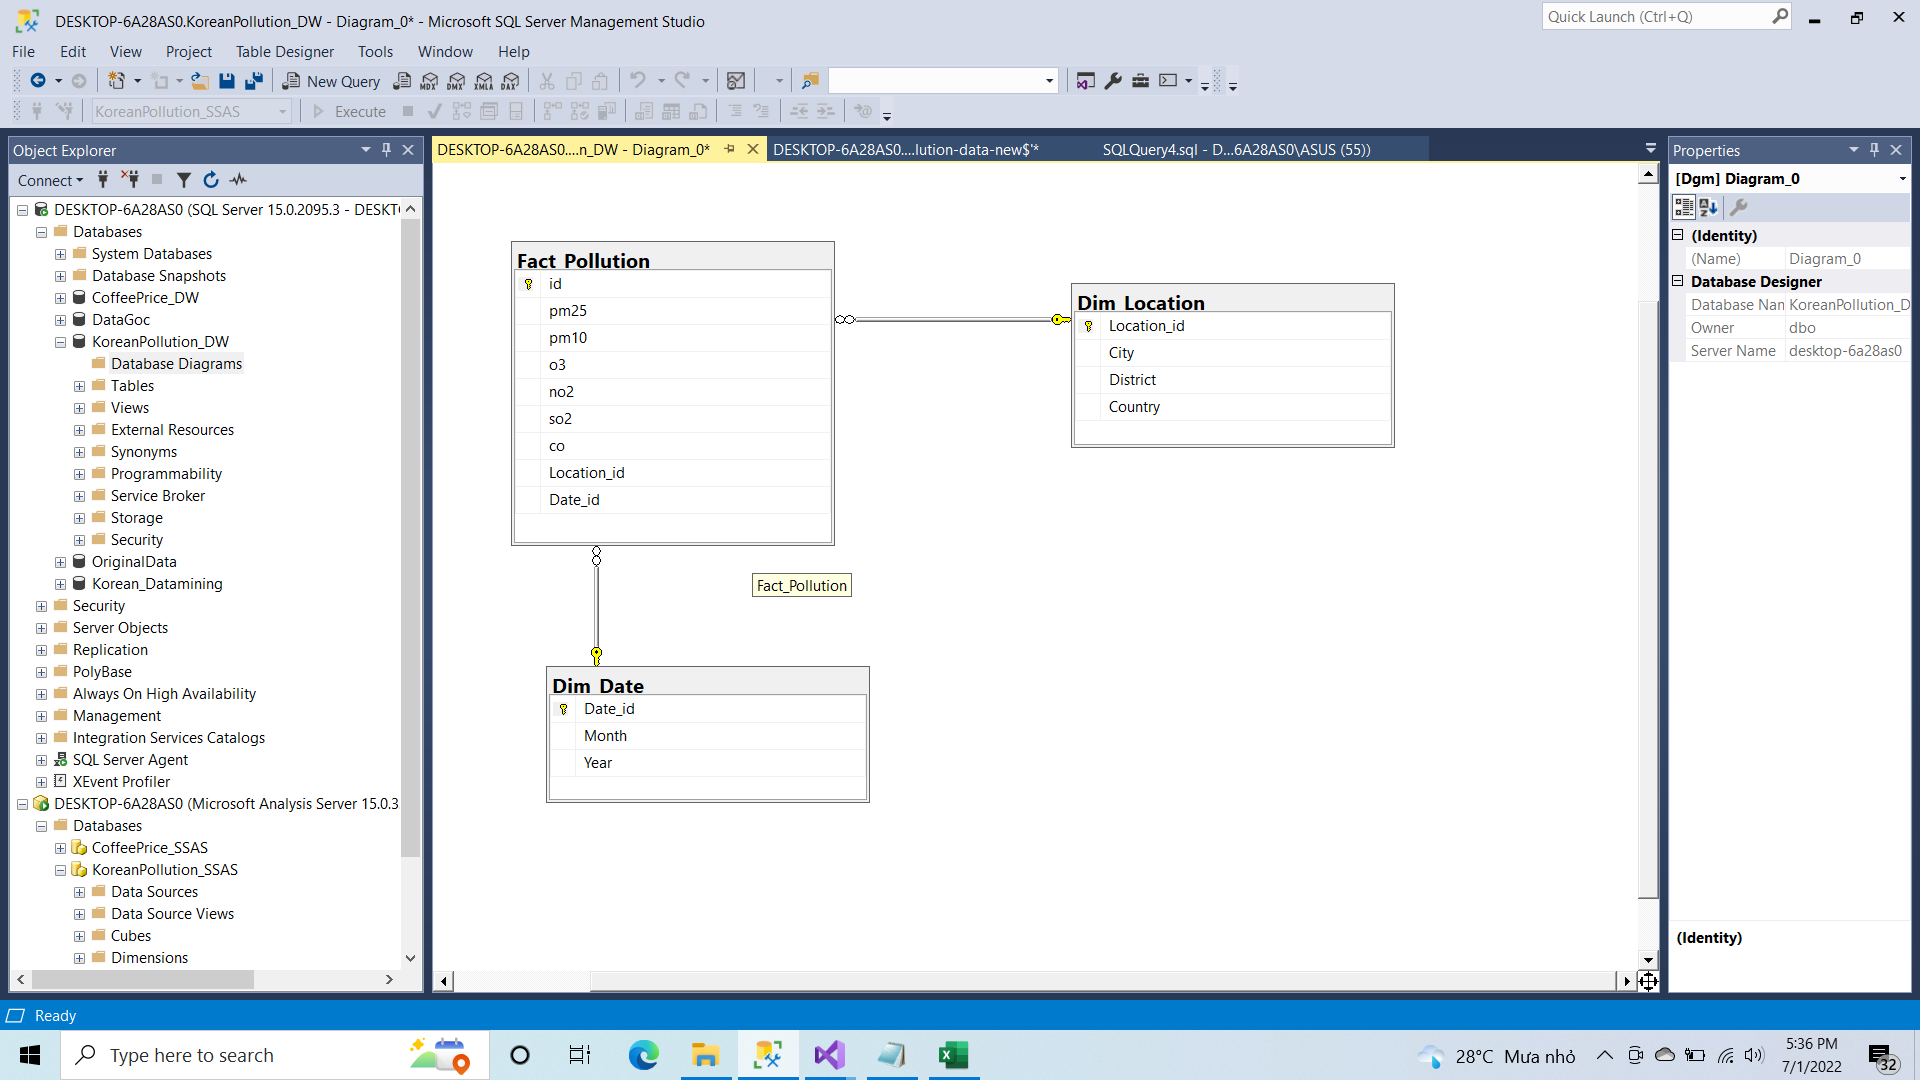 DESKTOP-6A28AS0.KoreanPollution_DW - Diagram_0* - Microsoft SQL Server Management Studio
Quick Launch (Ctrl+Q)
File Edit View Project Table Designer Tools Window Help
New Query MDX DMX XMLA DAX
KoreanPollution_SSAS Execute
Object Explorer
DESKTOP-6A28AS0....n_DW - Diagram_0* DESKTOP-6A28AS0....lution-data-new$'* SQLQuery4.sql - D...6A28AS0\ASUS (55))
Properties
Connect
DESKTOP-6A28AS0 (SQL Server 15.0.2095.3 - DESKT
Databases
System Databases
Database Snapshots
CoffeePrice_DW
DataGoc
KoreanPollution_DW
Database Diagrams
Tables
Views
External Resources
Synonyms
Programmability
Service Broker
Storage
Security
OriginalData
Korean_Datamining
Security
Server Objects
Replication
PolyBase
Always On High Availability
Management
Integration Services Catalogs
SQL Server Agent
XEvent Profiler
DESKTOP-6A28AS0 (Microsoft Analysis Server 15.0.3
Databases
CoffeePrice_SSAS
KoreanPollution_SSAS
Data Sources
Data Source Views
Cubes
Dimensions
Fact_Pollution
id
pm25
pm10
o3
no2
so2
co
Location_id
Date_id
Dim_Location
Location_id
City
District
Country
Fact_Pollution
Dim_Date
Date_id
Month
Year
[Dgm] Diagram_0
(Identity)
(Name) Diagram_0
Database Designer
Database Nan KoreanPollution_D
Owner dbo
Server Name desktop-6a28as0
(Identity)
Ready
Type here to search
28°C Mưa nhỏ
5:36 PM
7/1/2022
32